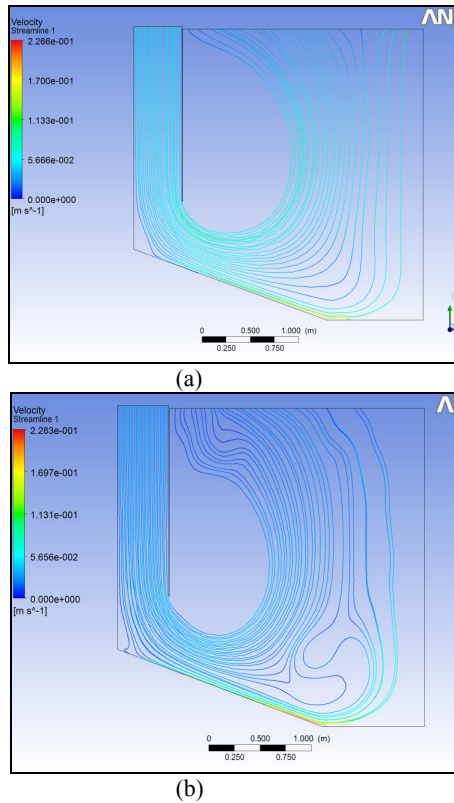 Velocity
Streamline 1
2.266e-001
1.700e-001
1.133e-001
5.666e-002
0.000e+000
[m s^-1]
AN
Y
0 0.500 1.000 (m)
0.250 0.750
(a)
Velocity
Streamline 1
2.263e-001
1.697e-001
1.131e-001
5.656e-002
0.000e+000
[m s^-1]
0 0.500 1.000 (m)
0.250 0.750
(b)